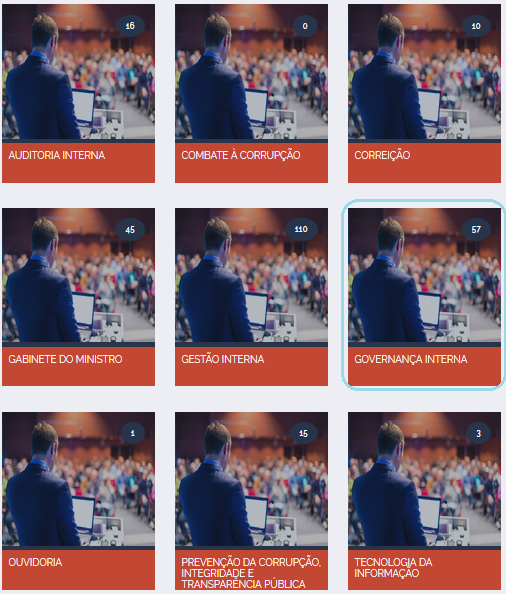 16
0
10
AUDITORIA INTERNA
COMBATE À CORRUPÇÃO
CORREIÇÃO
45
110
57
GABINETE DO MINISTRO
GESTÃO INTERNA
GOVERNANÇA INTERNA
1
15
3
OUVIDORIA
PREVENÇÃO DA CORRUPÇÃO,
INTEGRIDADE E
TRANSPARÊNCIA PÚBLICA
TECNOLOGIA DA
INFORMAÇÃO